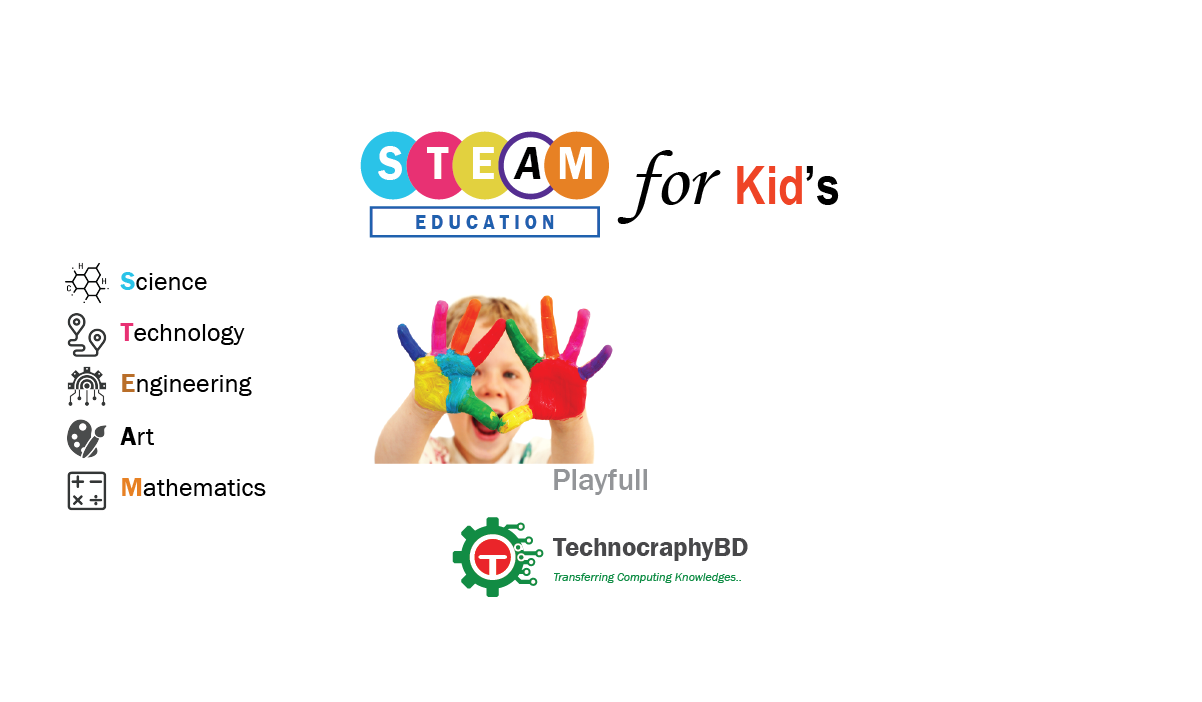 STEAM for Kid's
EDUCATION
Science
Technology
Engineering
Art
Mathematics
Playfull
TechnocraphyBD
Transferring Computing Knowledges..